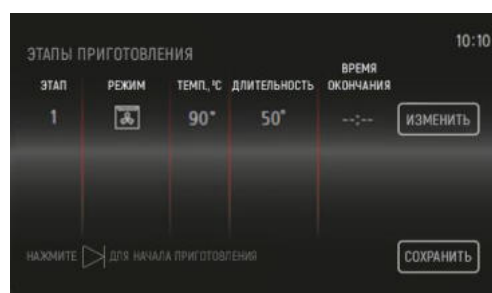 10:10
ЭТАПЫ ПРИГОТОВЛЕНИЯ
ЭТАП РЕЖИМ ТЕМП.,°C ДЛИТЕЛЬНОСТЬ ВРЕМЯ ОКОНЧАНИЯ
1 90° 50" --:-- ИЗМЕНИТЬ
НАЖМИТЕ ДЛЯ НАЧАЛА ПРИГОТОВЛЕНИЯ СОХРАНИТЬ